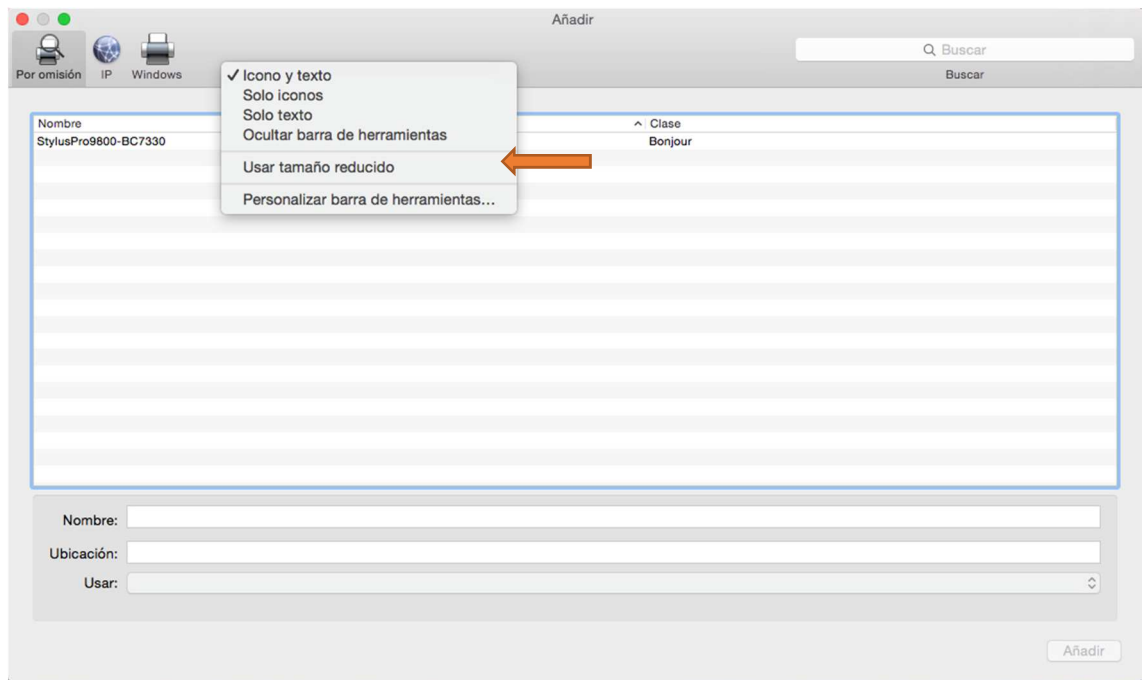 Añadir
Por omisión
IP
Windows
Buscar
Buscar
✓ Icono y texto
Solo iconos
Solo texto
Ocultar barra de herramientas
Usar tamaño reducido
Personalizar barra de herramientas...
Nombre
Clase
StylusPro9800-BC7330
Bonjour
Nombre:
Ubicación:
Usar:
Añadir